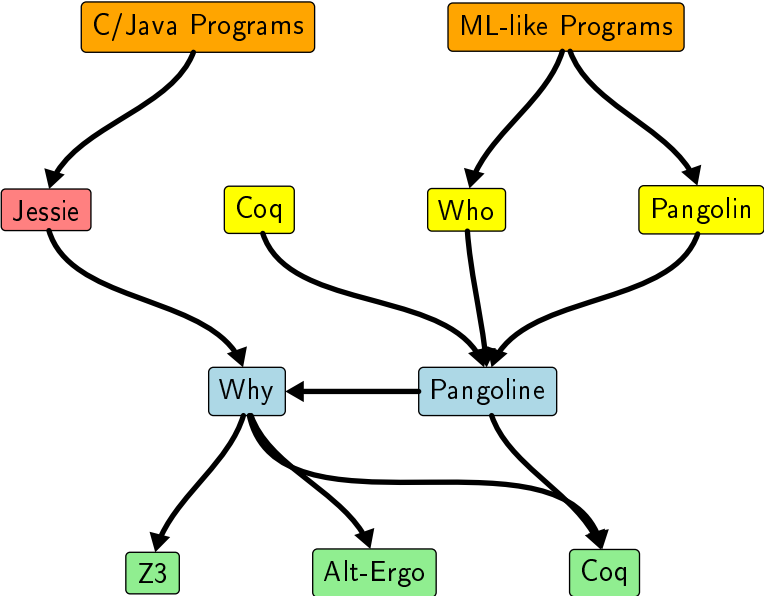 C/Java Programs
ML-like Programs
Jessie
Coq
Who
Pangolin
Why
Pangoline
Z3
Alt-Ergo
Coq